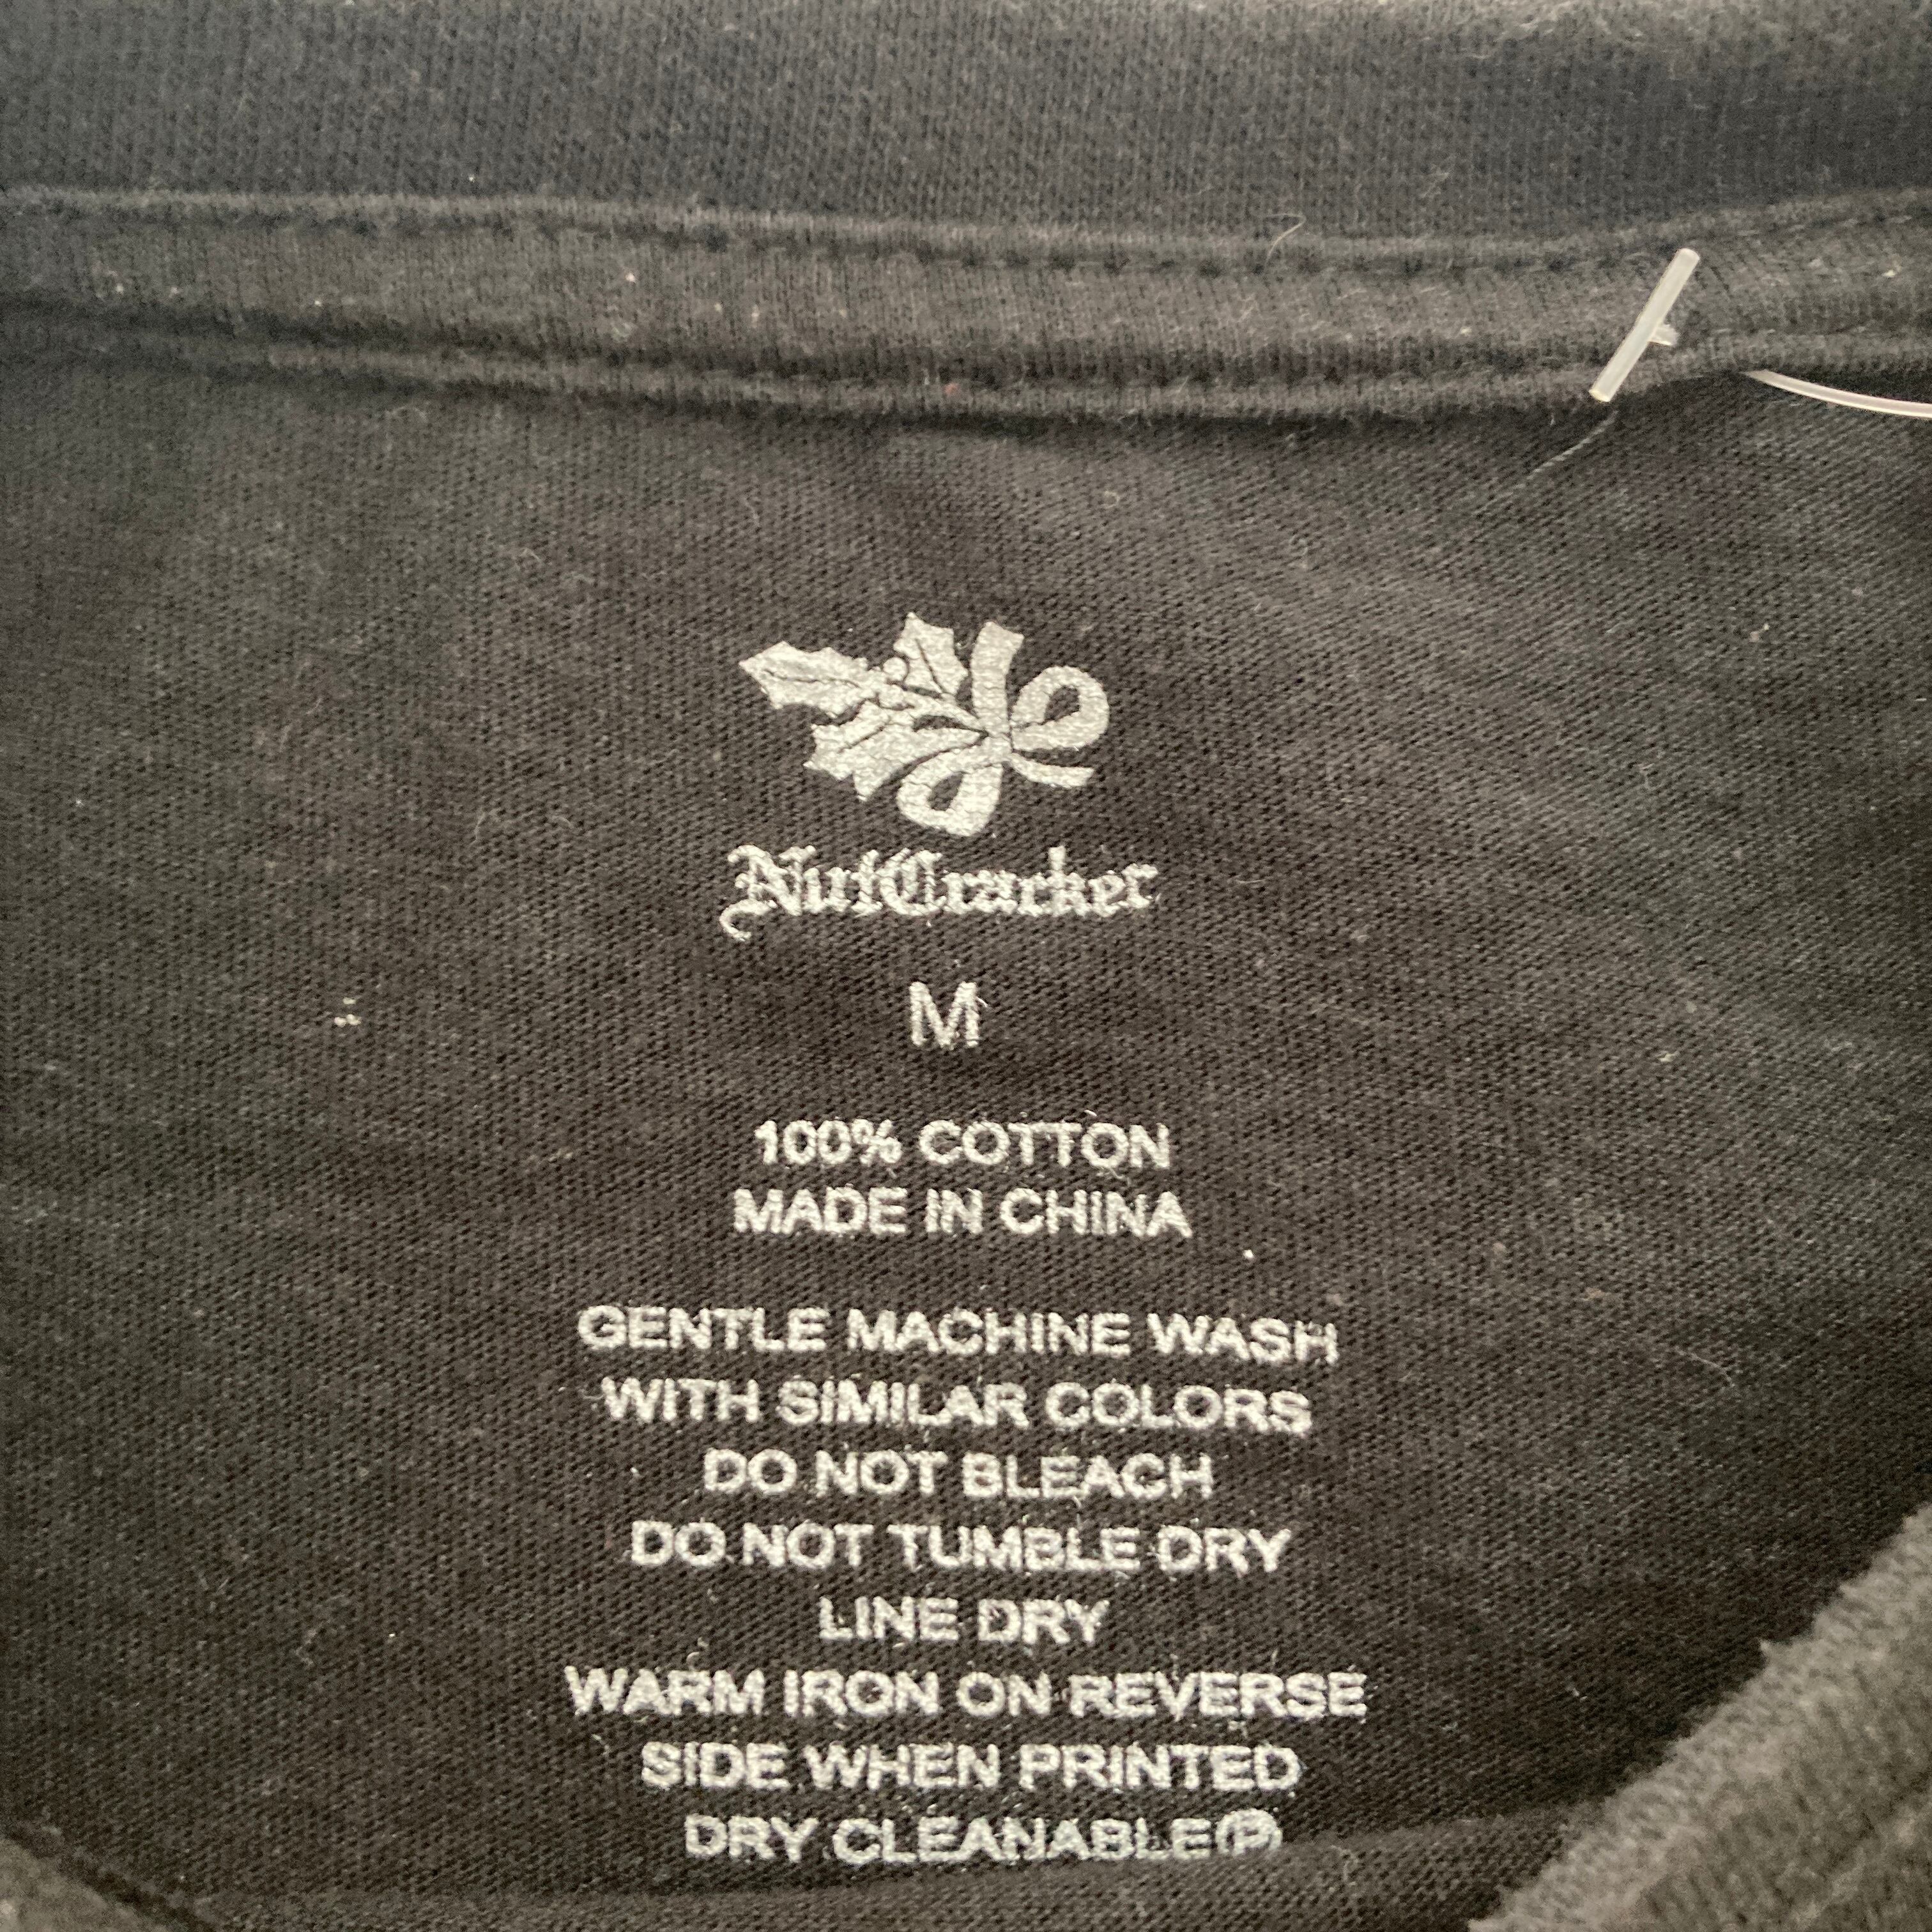 NutCracker
M
100% COTTON
MADE IN CHINA
GENTLE MACHINE WASH
WITH SIMILAR COLORS
DO NOT BLEACH
DO NOT TUMBLE DRY
LINE DRY
WARM IRON ON REVERSE
SIDE WHEN PRINTED
DRY CLEANABLEⓅ